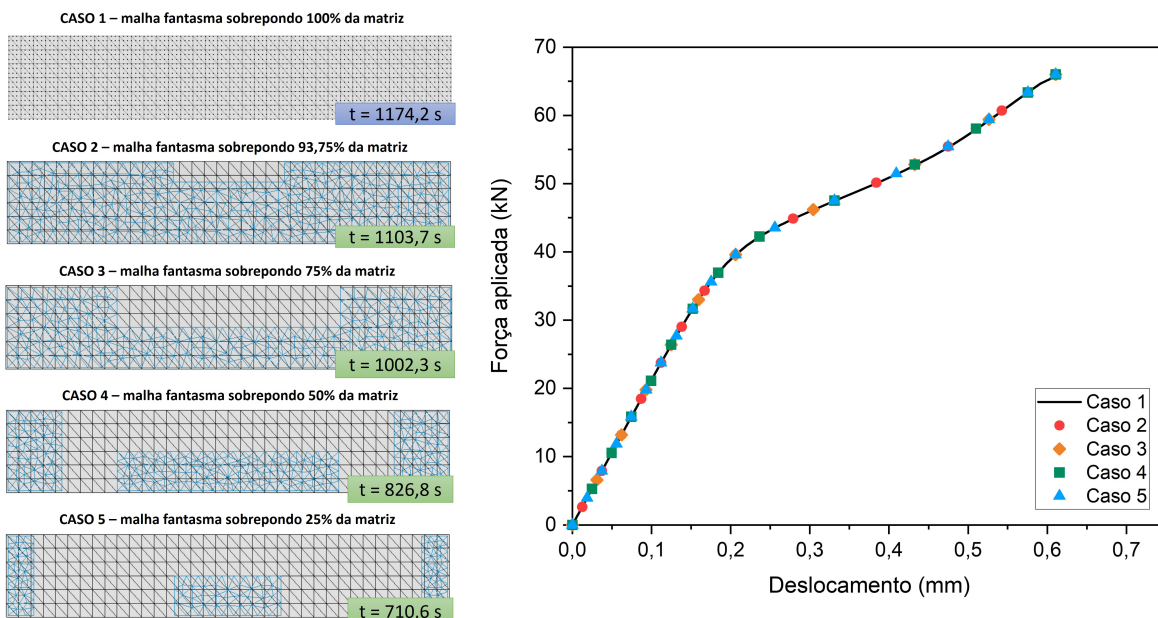 CASO 1 – malha fantasma sobrepondo 100% da matriz
t = 1174,2 s
CASO 2 – malha fantasma sobrepondo 93,75% da matriz
t = 1103,7 s
CASO 3 – malha fantasma sobrepondo 75% da matriz
t = 1002,3 s
CASO 4 – malha fantasma sobrepondo 50% da matriz
t = 826,8 s
CASO 5 – malha fantasma sobrepondo 25% da matriz
t = 710,6 s
Força aplicada (kN)
70
60
50
40
30
20
10
0
0,0 0,1 0,2 0,3 0,4 0,5 0,6 0,7
Deslocamento (mm)
Caso 1
Caso 2
Caso 3
Caso 4
Caso 5